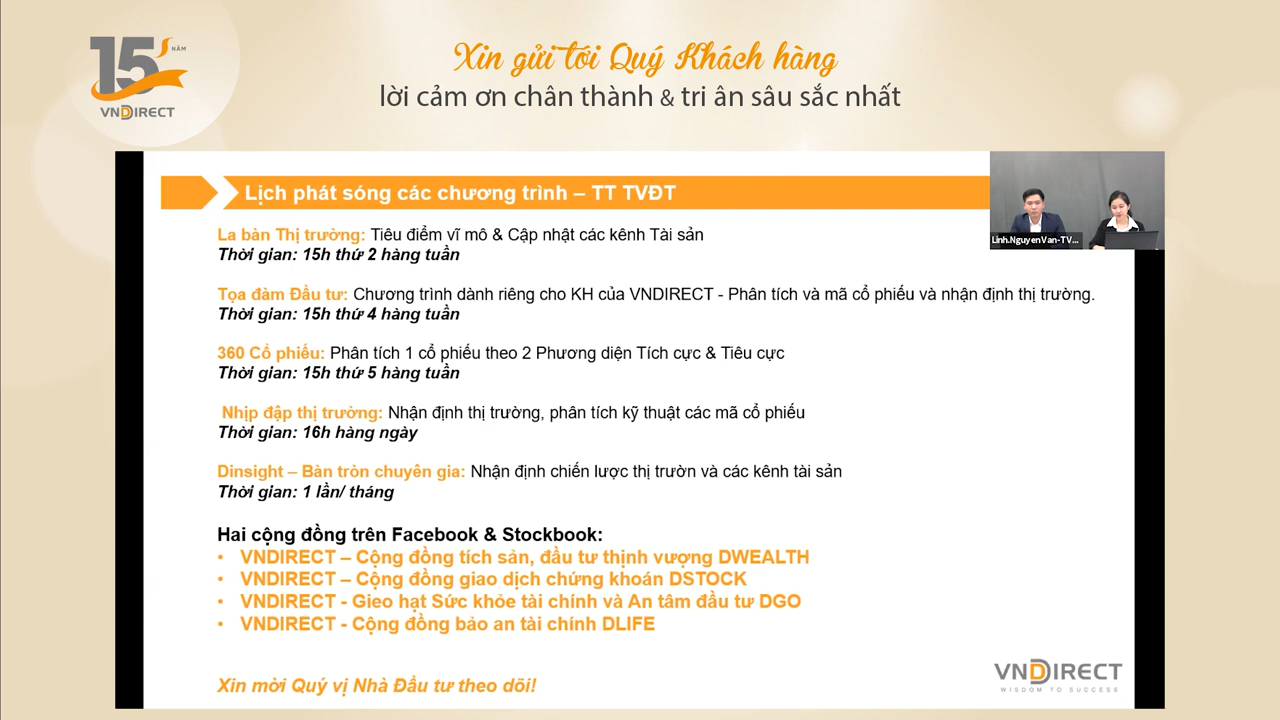 15 NĂM
VNDIRECT
Xin gửi tới Quý Khách hàng
lời cảm ơn chân thành & tri ân sâu sắc nhất
Lịch phát sóng các chương trình – TT TVĐT
Linh.NguyenVan-TV...
La bàn Thị trường: Tiêu điểm vĩ mô & Cập nhật các kênh Tài sản
Thời gian: 15h thứ 2 hàng tuần
Tọa đàm Đầu tư: Chương trình dành riêng cho KH của VNDIRECT - Phân tích và mã cổ phiếu và nhận định thị trường.
Thời gian: 15h thứ 4 hàng tuần
360 Cổ phiếu: Phân tích 1 cổ phiếu theo 2 Phương diện Tích cực & Tiêu cực
Thời gian: 15h thứ 5 hàng tuần
Nhịp đập thị trường: Nhận định thị trường, phân tích kỹ thuật các mã cổ phiếu
Thời gian: 16h hàng ngày
Dinsight – Bàn tròn chuyên gia: Nhận định chiến lược thị trườn và các kênh tài sản
Thời gian: 1 lần/ tháng
Hai cộng đồng trên Facebook & Stockbook:
• VNDIRECT – Cộng đồng tích sản, đầu tư thịnh vượng DWEALTH
• VNDIRECT – Cộng đồng giao dịch chứng khoán DSTOCK
• VNDIRECT - Gieo hạt Sức khỏe tài chính và An tâm đầu tư DGO
• VNDIRECT - Cộng đồng bảo an tài chính DLIFE
Xin mời Quý vị Nhà Đầu tư theo dõi!
VNDIRECT
WISDOM TO SUCCESS